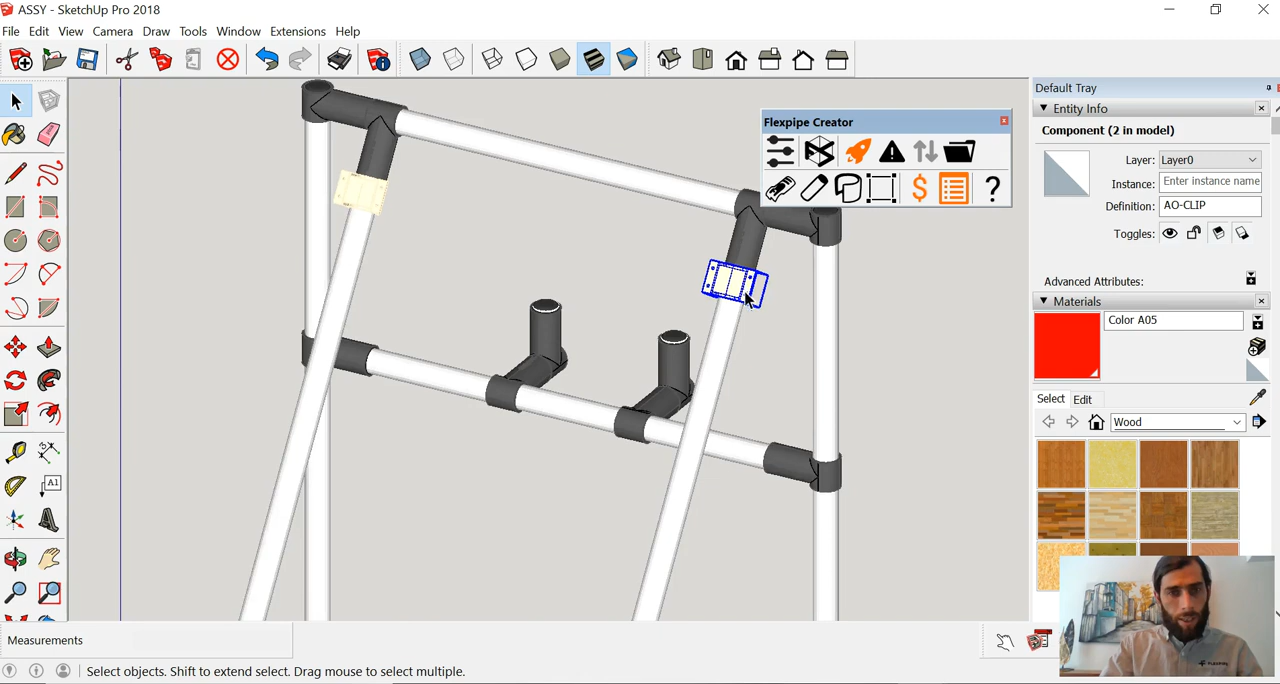 ASSY - SketchUp Pro 2018
File Edit View Camera Draw Tools Window Extensions Help
Default Tray
Entity Info
Component (2 in model)
Layer: Layer0
Instance: Enter instance name
Definition: AO-CLIP
Toggles:
Advanced Attributes:
Materials
Color A05
Select Edit
Wood
Flexpipe Creator
$ ?
A1
Measurements
Select objects. Shift to extend select. Drag mouse to select multiple.